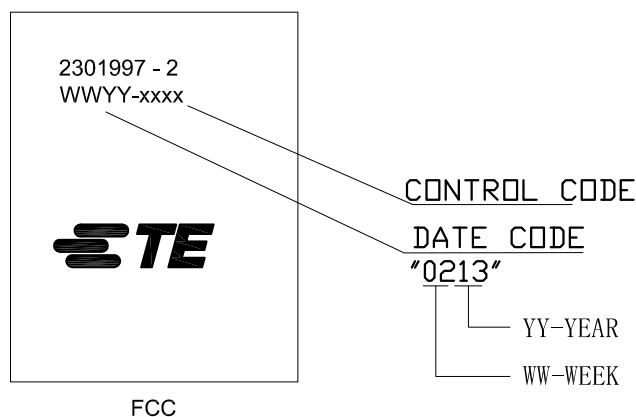 2301997 - 2
WWYY-xxxx
CONTROL CODE
TE
DATE CODE
"0213"
YY-YEAR
WW-WEEK
FCC